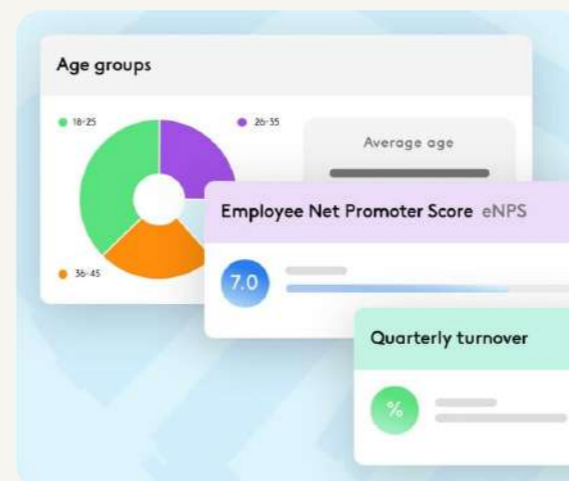 Age groups
18-25
26-35
Average age
Employee Net Promoter Score eNPS
36-45
7.0
Quarterly turnover
%